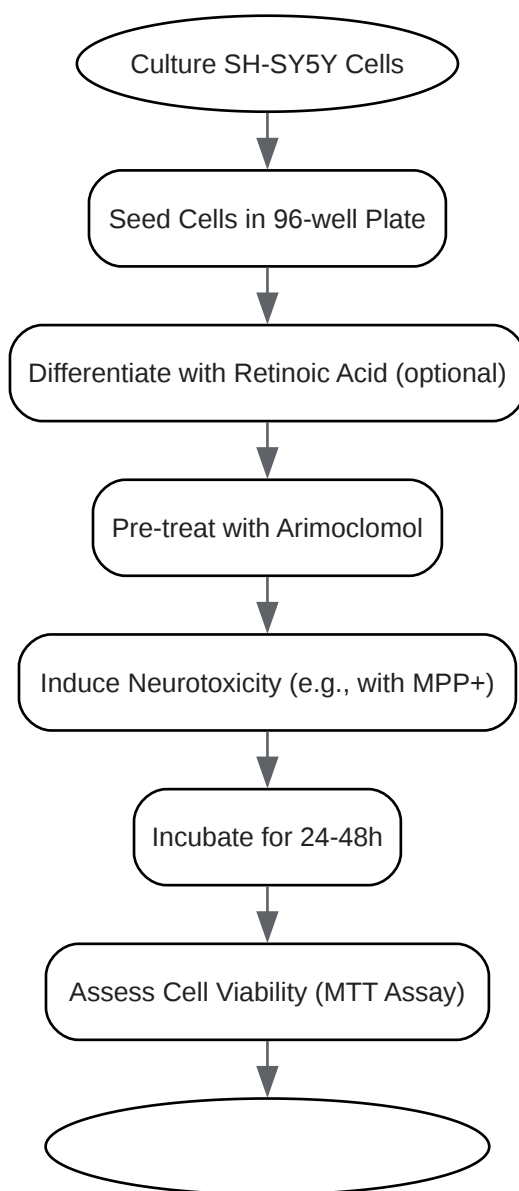 Culture SH-SY5Y Cells
Seed Cells in 96-well Plate
Differentiate with Retinoic Acid (optional)
Pre-treat with Arimoclomol
Induce Neurotoxicity (e.g., with MPP+)
Incubate for 24-48h
Assess Cell Viability (MTT Assay)